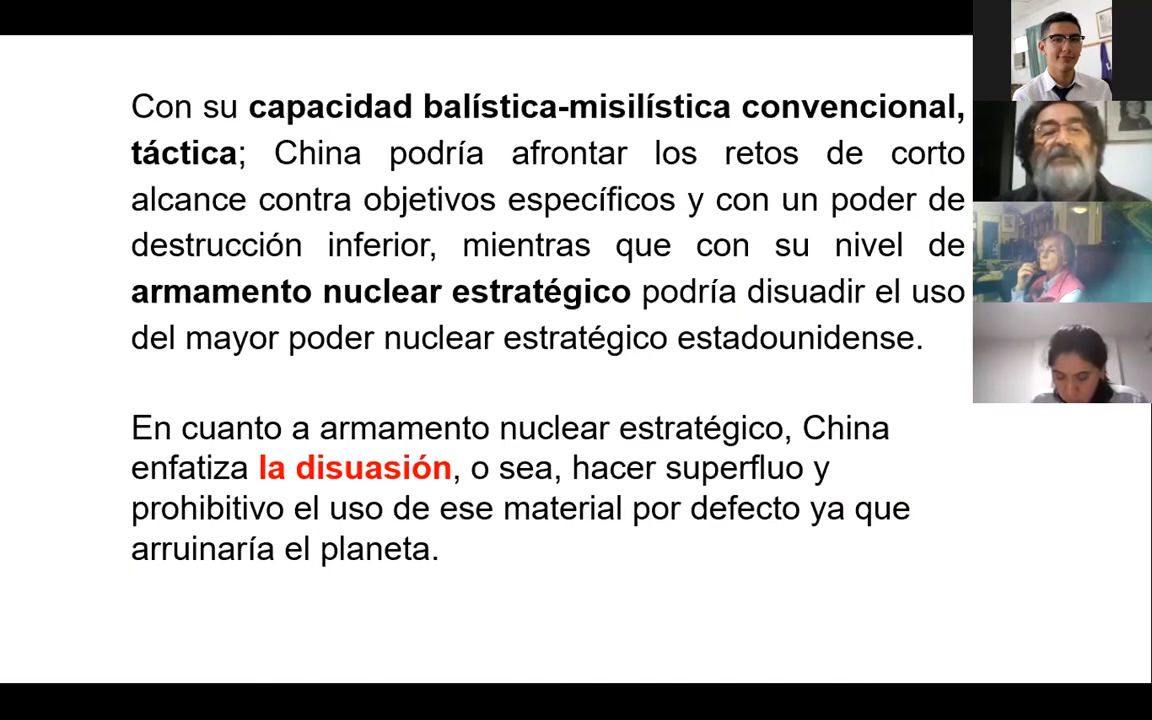 Con su capacidad balística-misilística convencional,
táctica; China podría afrontar los retos de corto
alcance contra objetivos específicos y con un poder de
destrucción inferior, mientras que con su nivel de
armamento nuclear estratégico podría disuadir el uso
del mayor poder nuclear estratégico estadounidense.
En cuanto a armamento nuclear estratégico, China
enfatiza la disuasión, o sea, hacer superfluo y
prohibitivo el uso de ese material por defecto ya que
arruinaría el planeta.